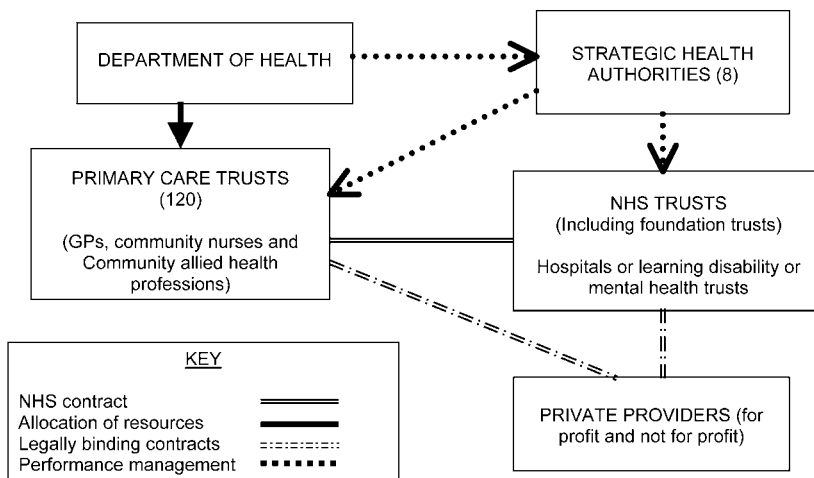 DEPARTMENT OF HEALTH
STRATEGIC HEALTH
AUTHORITIES (8)
PRIMARY CARE TRUSTS
(120)
(GPs, community nurses and
Community allied health
professions)
NHS TRUSTS
(Including foundation trusts)
Hospitals or learning disability or
mental health trusts
KEY
NHS contract
Allocation of resources
Legally binding contracts
Performance management
PRIVATE PROVIDERS (for
profit and not for profit)